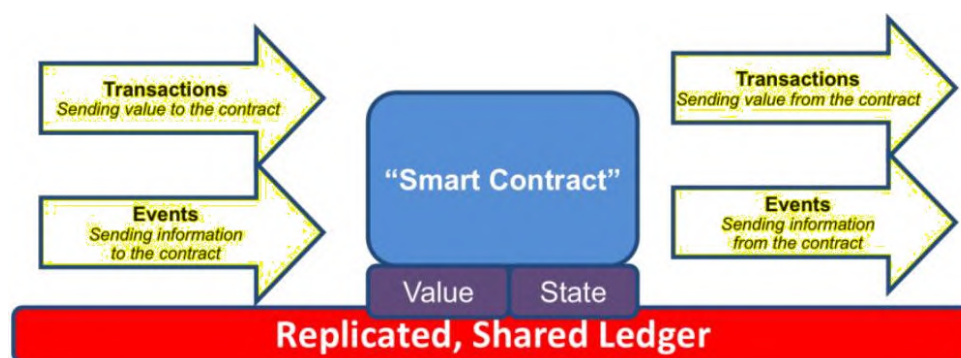 Transactions
Sending value to the contract
Events
Sending information
to the contract
“Smart Contract”
Value
State
Transactions
Sending value from the contract
Events
Sending information
from the contract
Replicated, Shared Ledger